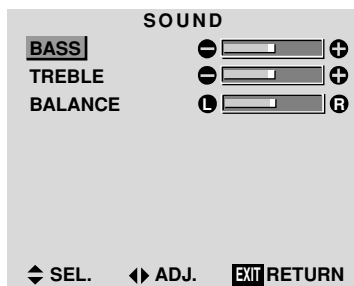 SOUND
BASS
TREBLE
BALANCE L R
SEL. ADJ. EXIT RETURN